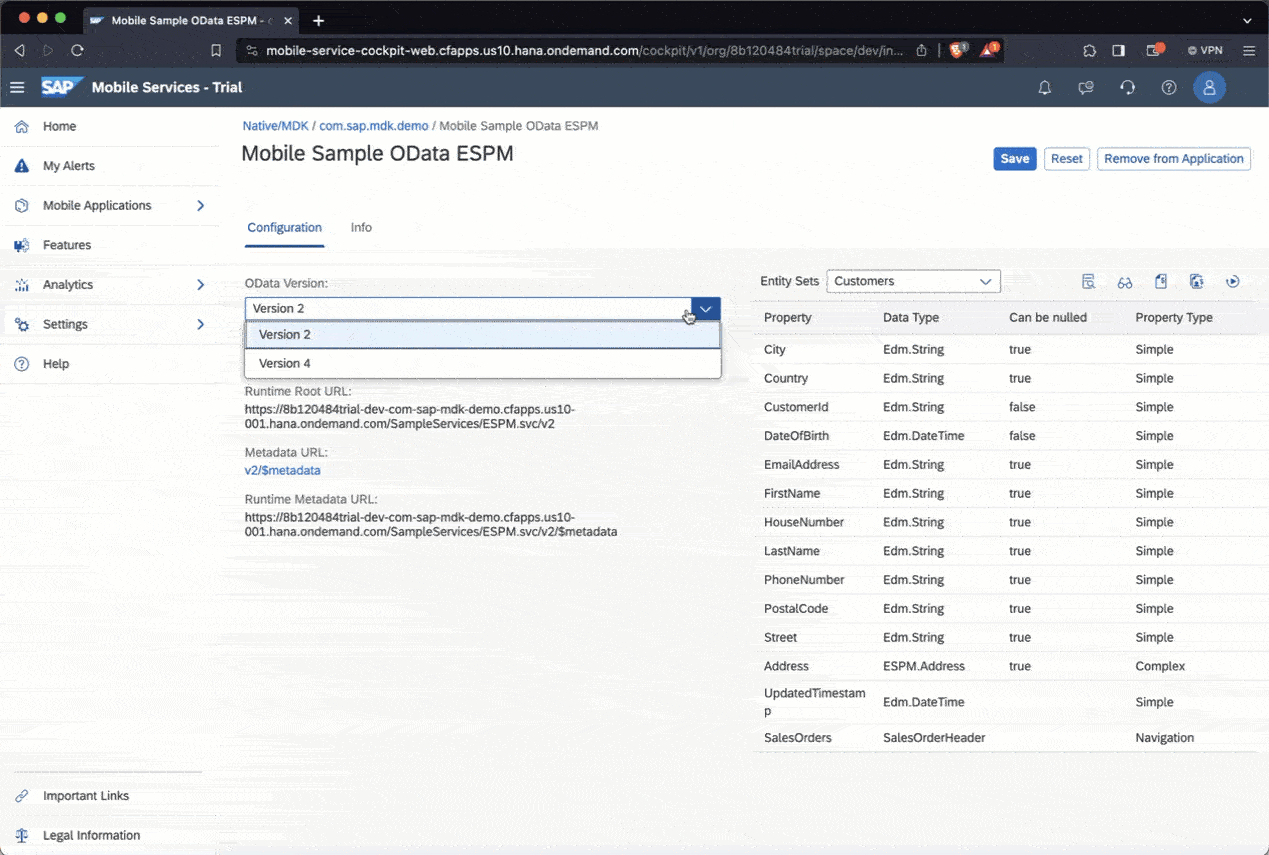 Mobile Sample OData ESPM -
mobile-service-cockpit-web.cfapps.us10.hana.ondemand.com/cockpit/v1/org/8b120484trial/space/dev/in...
1
1
VPN
SAP
Mobile Services - Trial
Home
My Alerts
Mobile Applications
Features
Analytics
Settings
Help
Important Links
Legal Information
Native/MDK / com.sap.mdk.demo / Mobile Sample OData ESPM
Mobile Sample OData ESPM
Save
Reset
Remove from Application
Configuration
Info
OData Version:
Version 2
Version 2
Version 4
Runtime Root URL:
https://8b120484trial-dev-com-sap-mdk-demo.cfapps.us10-
001.hana.ondemand.com/SampleServices/ESPM.svc/v2
Metadata URL:
v2/$metadata
Runtime Metadata URL:
https://8b120484trial-dev-com-sap-mdk-demo.cfapps.us10-
001.hana.ondemand.com/SampleServices/ESPM.svc/v2/$metadata
Entity Sets
Customers
Property Data Type Can be nulled Property Type
City Edm.String true Simple
Country Edm.String true Simple
CustomerId Edm.String false Simple
DateOfBirth Edm.DateTime false Simple
EmailAddress Edm.String true Simple
FirstName Edm.String true Simple
HouseNumber Edm.String true Simple
LastName Edm.String true Simple
PhoneNumber Edm.String true Simple
PostalCode Edm.String true Simple
Street Edm.String true Simple
Address ESPM.Address true Complex
UpdatedTimestam
p
Edm.DateTime Simple
SalesOrders SalesOrderHeader Navigation